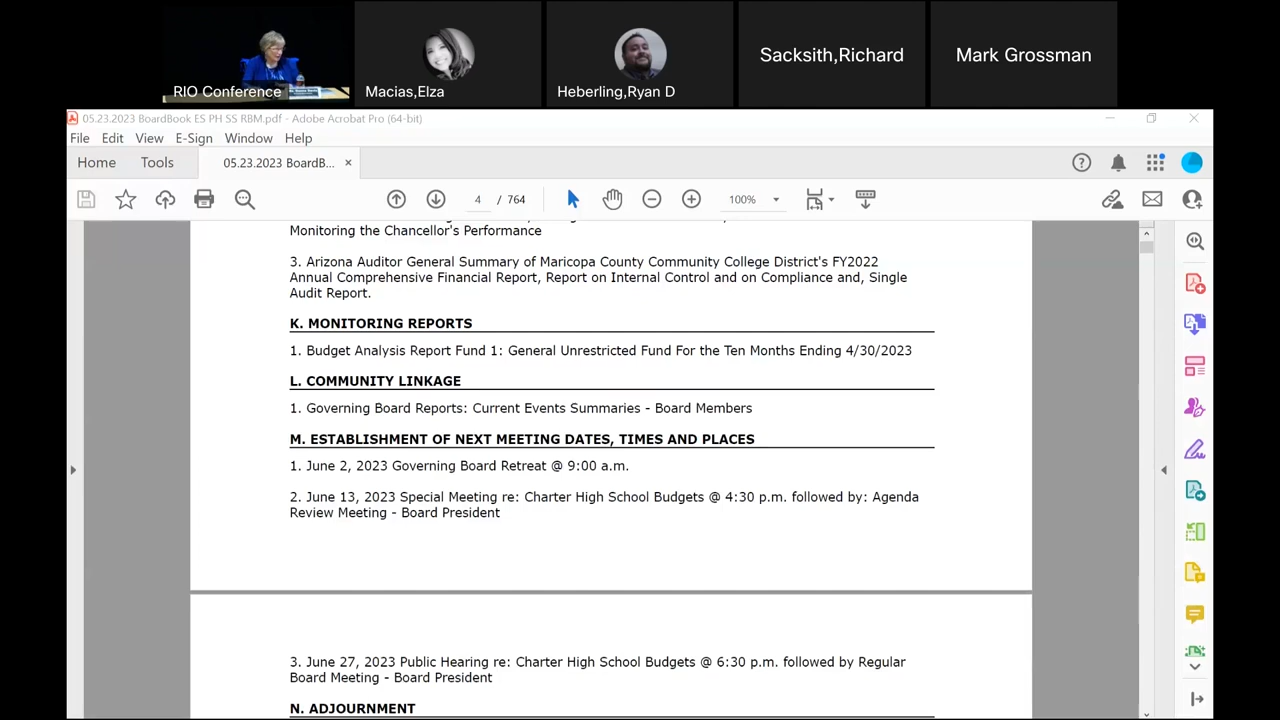 RIO Conference
Macias,Elza
Heberling,Ryan D
Sacksith,Richard
Mark Grossman
05.23.2023 BoardBook ES PH SS RBM.pdf - Adobe Acrobat Pro (64-bit)
File Edit View E-Sign Window Help
Home Tools 05.23.2023 BoardB...
4 / 764 100%
Monitoring the Chancellor's Performance
3. Arizona Auditor General Summary of Maricopa County Community College District's FY2022
Annual Comprehensive Financial Report, Report on Internal Control and on Compliance and, Single
Audit Report.
K. MONITORING REPORTS
1. Budget Analysis Report Fund 1: General Unrestricted Fund For the Ten Months Ending 4/30/2023
L. COMMUNITY LINKAGE
1. Governing Board Reports: Current Events Summaries - Board Members
M. ESTABLISHMENT OF NEXT MEETING DATES, TIMES AND PLACES
1. June 2, 2023 Governing Board Retreat @ 9:00 a.m.
2. June 13, 2023 Special Meeting re: Charter High School Budgets @ 4:30 p.m. followed by: Agenda
Review Meeting - Board President
3. June 27, 2023 Public Hearing re: Charter High School Budgets @ 6:30 p.m. followed by Regular
Board Meeting - Board President
N. ADJOURNMENT